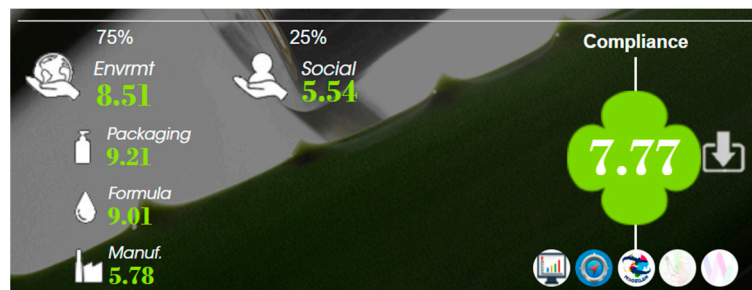 75%
Envrmt
8.51
Packaging
9.21
Formula
9.01
Manuf.
5.78
25%
Social
5.54
Compliance
7.77
MAGELLAN